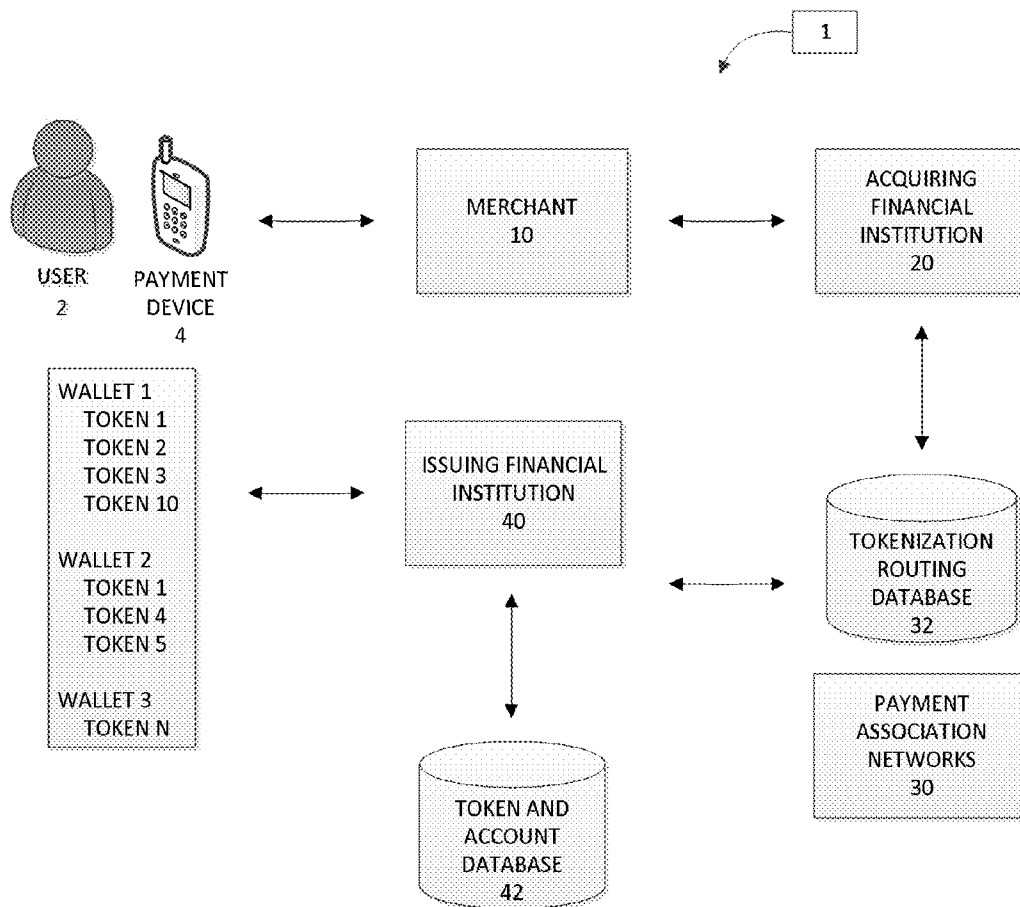 1
USER
2
PAYMENT
DEVICE
4
MERCHANT
10
ACQUIRING
FINANCIAL
INSTITUTION
20
WALLET 1
TOKEN 1
TOKEN 2
TOKEN 3
TOKEN 10
WALLET 2
TOKEN 1
TOKEN 4
TOKEN 5
WALLET 3
TOKEN N
ISSUING FINANCIAL
INSTITUTION
40
TOKENIZATION
ROUTING
DATABASE
32
PAYMENT
ASSOCIATION
NETWORKS
30
TOKEN AND
ACCOUNT
DATABASE
42